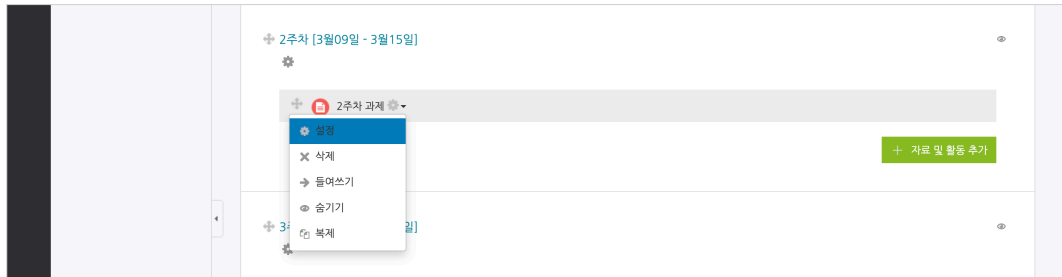 2주차 [3월09일 - 3월15일]
2주차 과제
설정
삭제
자료 및 활동 추가
들여쓰기
숨기기
일]
복제